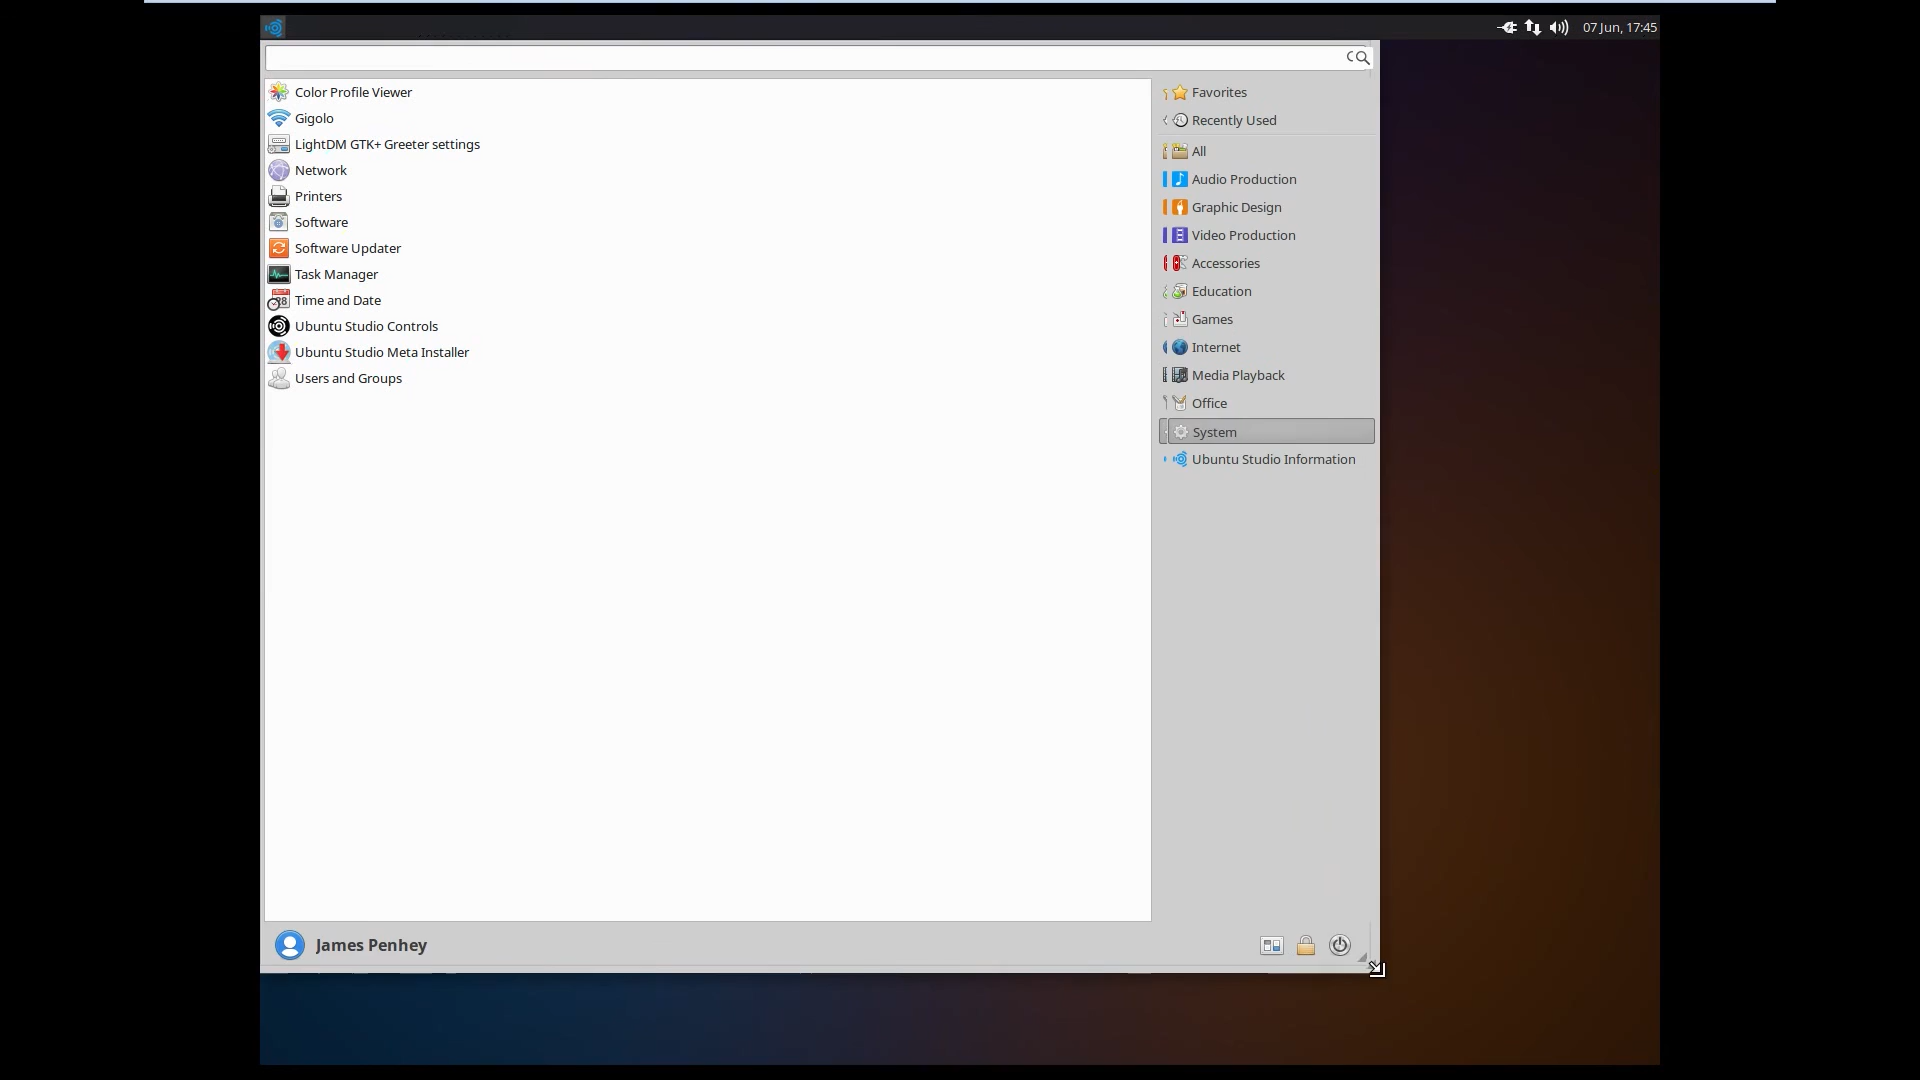 07 Jun, 17:45
Color Profile Viewer
Gigolo
LightDM GTK+ Greeter settings
Network
Printers
Software
Software Updater
Task Manager
Time and Date
Ubuntu Studio Controls
Ubuntu Studio Meta Installer
Users and Groups
Favorites
Recently Used
All
Audio Production
Graphic Design
Video Production
Accessories
Education
Games
Internet
Media Playback
Office
System
Ubuntu Studio Information
James Penhey